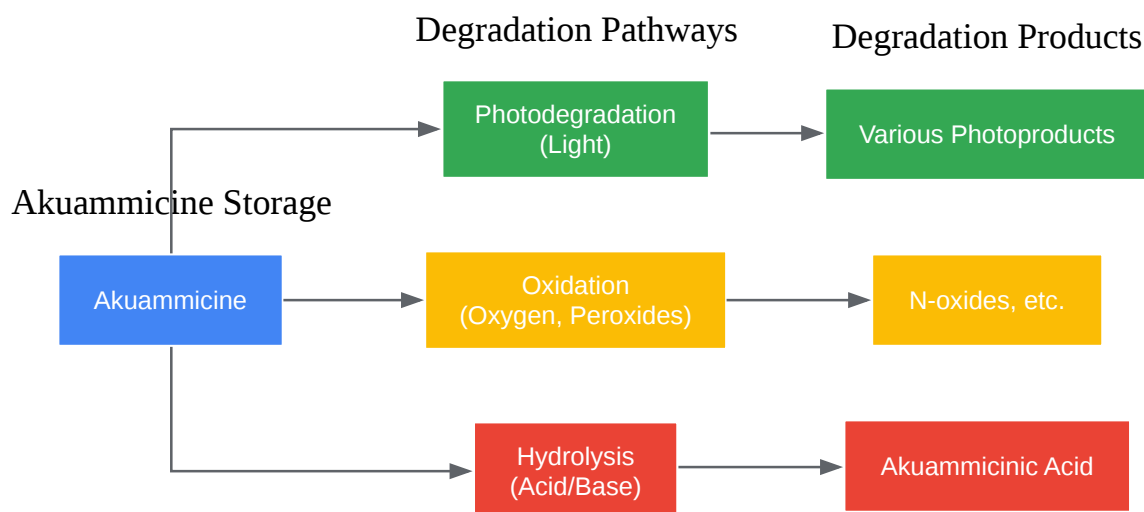 Degradation Pathways
Degradation Products
Photodegradation
(Light)
Various Photoproducts
Akuammicine Storage
Akuammicine
Oxidation
(Oxygen, Peroxides)
N-oxides, etc.
Hydrolysis
(Acid/Base)
Akuammicinic Acid